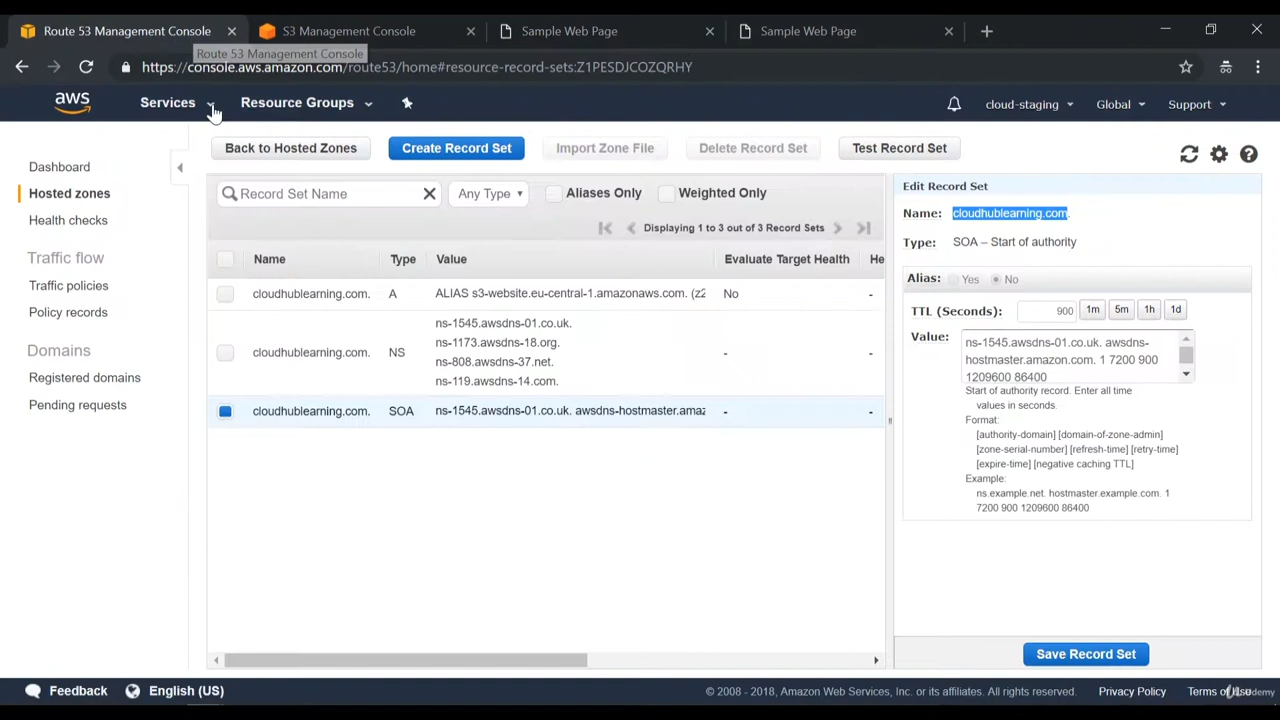 Route 53 Management Console
S3 Management Console
Sample Web Page
Sample Web Page
Route 53 Management Console
https://console.aws.amazon.com/route53/home#resource-record-sets:Z1PESDJCOZQRHY
aws
Services
Resource Groups
cloud-staging
Global
Support
Dashboard
Hosted zones
Health checks
Traffic flow
Traffic policies
Policy records
Domains
Registered domains
Pending requests
Back to Hosted Zones
Create Record Set
Import Zone File
Delete Record Set
Test Record Set
Record Set Name
Any Type
Aliases Only
Weighted Only
Displaying 1 to 3 out of 3 Record Sets
Name Type Value Evaluate Target Health He
cloudhublearning.com. A ALIAS s3-website.eu-central-1.amazonaws.com. (z2 No -
ns-1545.awsdns-01.co.uk.
ns-1173.awsdns-18.org.
cloudhublearning.com. NS - -
ns-808.awsdns-37.net.
ns-119.awsdns-14.com.
cloudhublearning.com. SOA ns-1545.awsdns-01.co.uk. awsdns-hostmaster.amaz - -
Edit Record Set
Name: cloudhublearning.com.
Type: SOA – Start of authority
Alias: Yes No
TTL (Seconds): 900 1m 5m 1h 1d
Value: ns-1545.awsdns-01.co.uk. awsdns-
hostmaster.amazon.com. 1 7200 900
1209600 86400
Start of authority record. Enter all time
values in seconds.
Format:
[authority-domain] [domain-of-zone-admin]
[zone-serial-number] [refresh-time] [retry-time]
[expire-time] [negative caching TTL]
Example:
ns.example.net. hostmaster.example.com. 1
7200 900 1209600 86400
Save Record Set
Feedback
English (US)
© 2008 - 2018, Amazon Web Services, Inc. or its affiliates. All rights reserved.
Privacy Policy
Terms of Use
Udemy